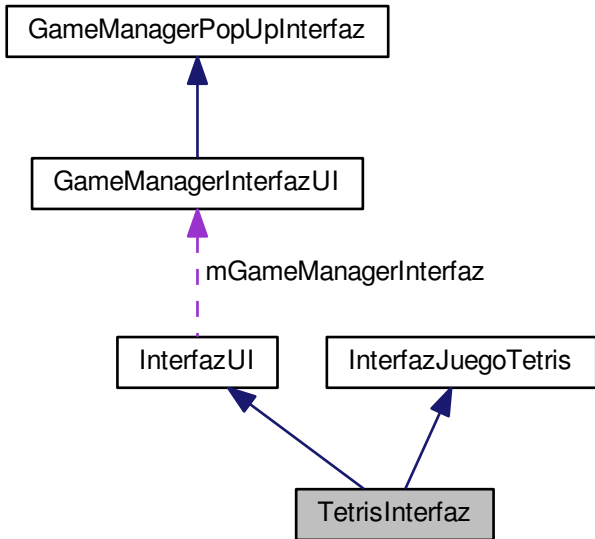 GameManagerPopUpInterfaz
GameManagerInterfazUI
mGameManagerInterfaz
InterfazUI
InterfazJuegoTetris
TetrisInterfaz